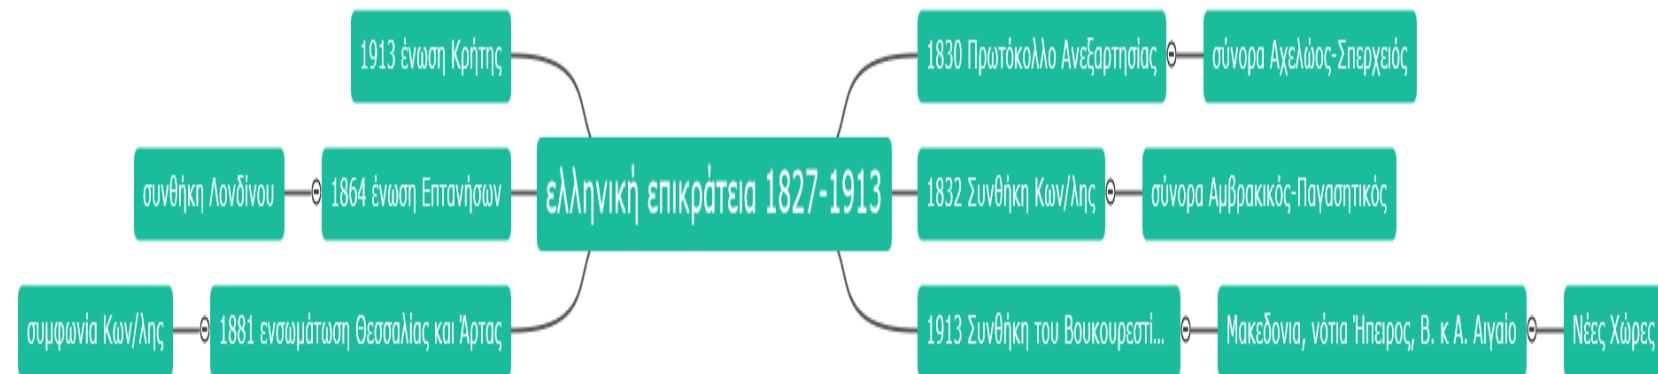 1913 ένωση Κρήτης
1830 Πρωτόκολλο Ανεξαρτησίας
σύνορα Αχελώος-Σπερχειός
συνθήκη Λονδίνου
1864 ένωση Επτανήσων
ελληνική επικράτεια 1827-1913
1832 Συνθήκη Κων/λης
σύνορα Αμβρακικός-Παγασητικός
συμφωνία Κων/λης
1881 ενσωμάτωση Θεσσαλίας και Άρτας
1913 Συνθήκη του Βουκουρεστί...
Μακεδονια, νότια Ήπειρος, Β. κ Α. Αιγαίο
Νέες Χώρες